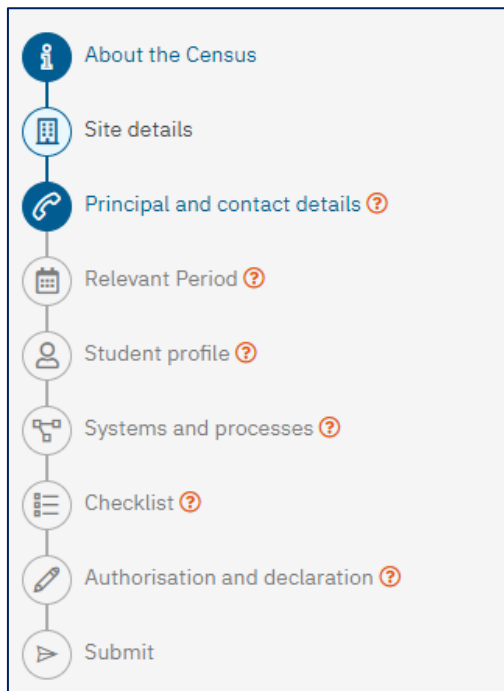 About the Census
Site details
Principal and contact details ?
Relevant Period ?
Student profile ?
Systems and processes ?
Checklist ?
Authorisation and declaration ?
Submit